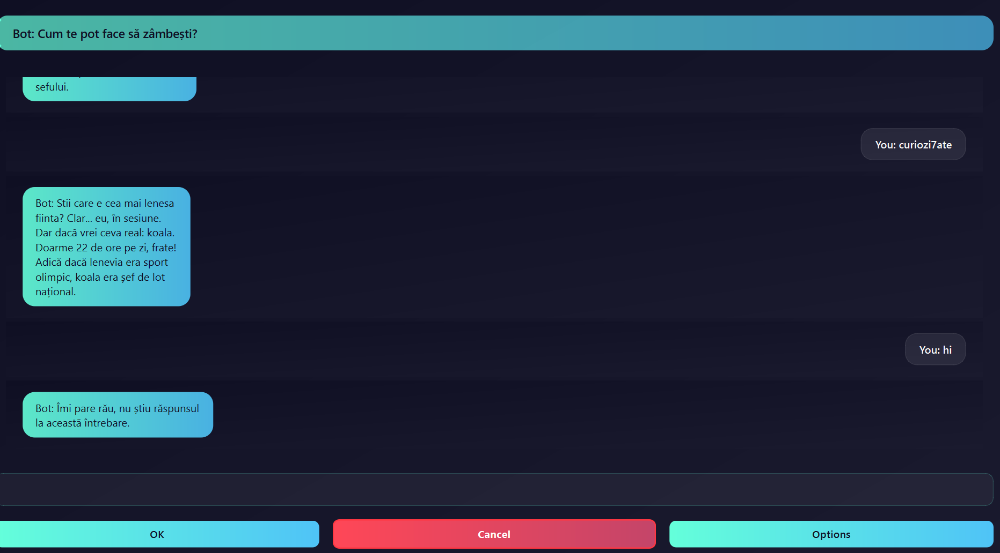 Bot: Cum te pot face să zâmbești?
sefului.
You: curiozi7ate
Bot: Stii care e cea mai lenesa
fiinta? Clar... eu, în sesiune.
Dar dacă vrei ceva real: koala.
Doarme 22 de ore pe zi, frate!
Adică dacă lenevia era sport
olimpic, koala era șef de lot
național.
You: hi
Bot: Îmi pare rău, nu știu răspunsul
la această întrebare.
OK
Cancel
Options